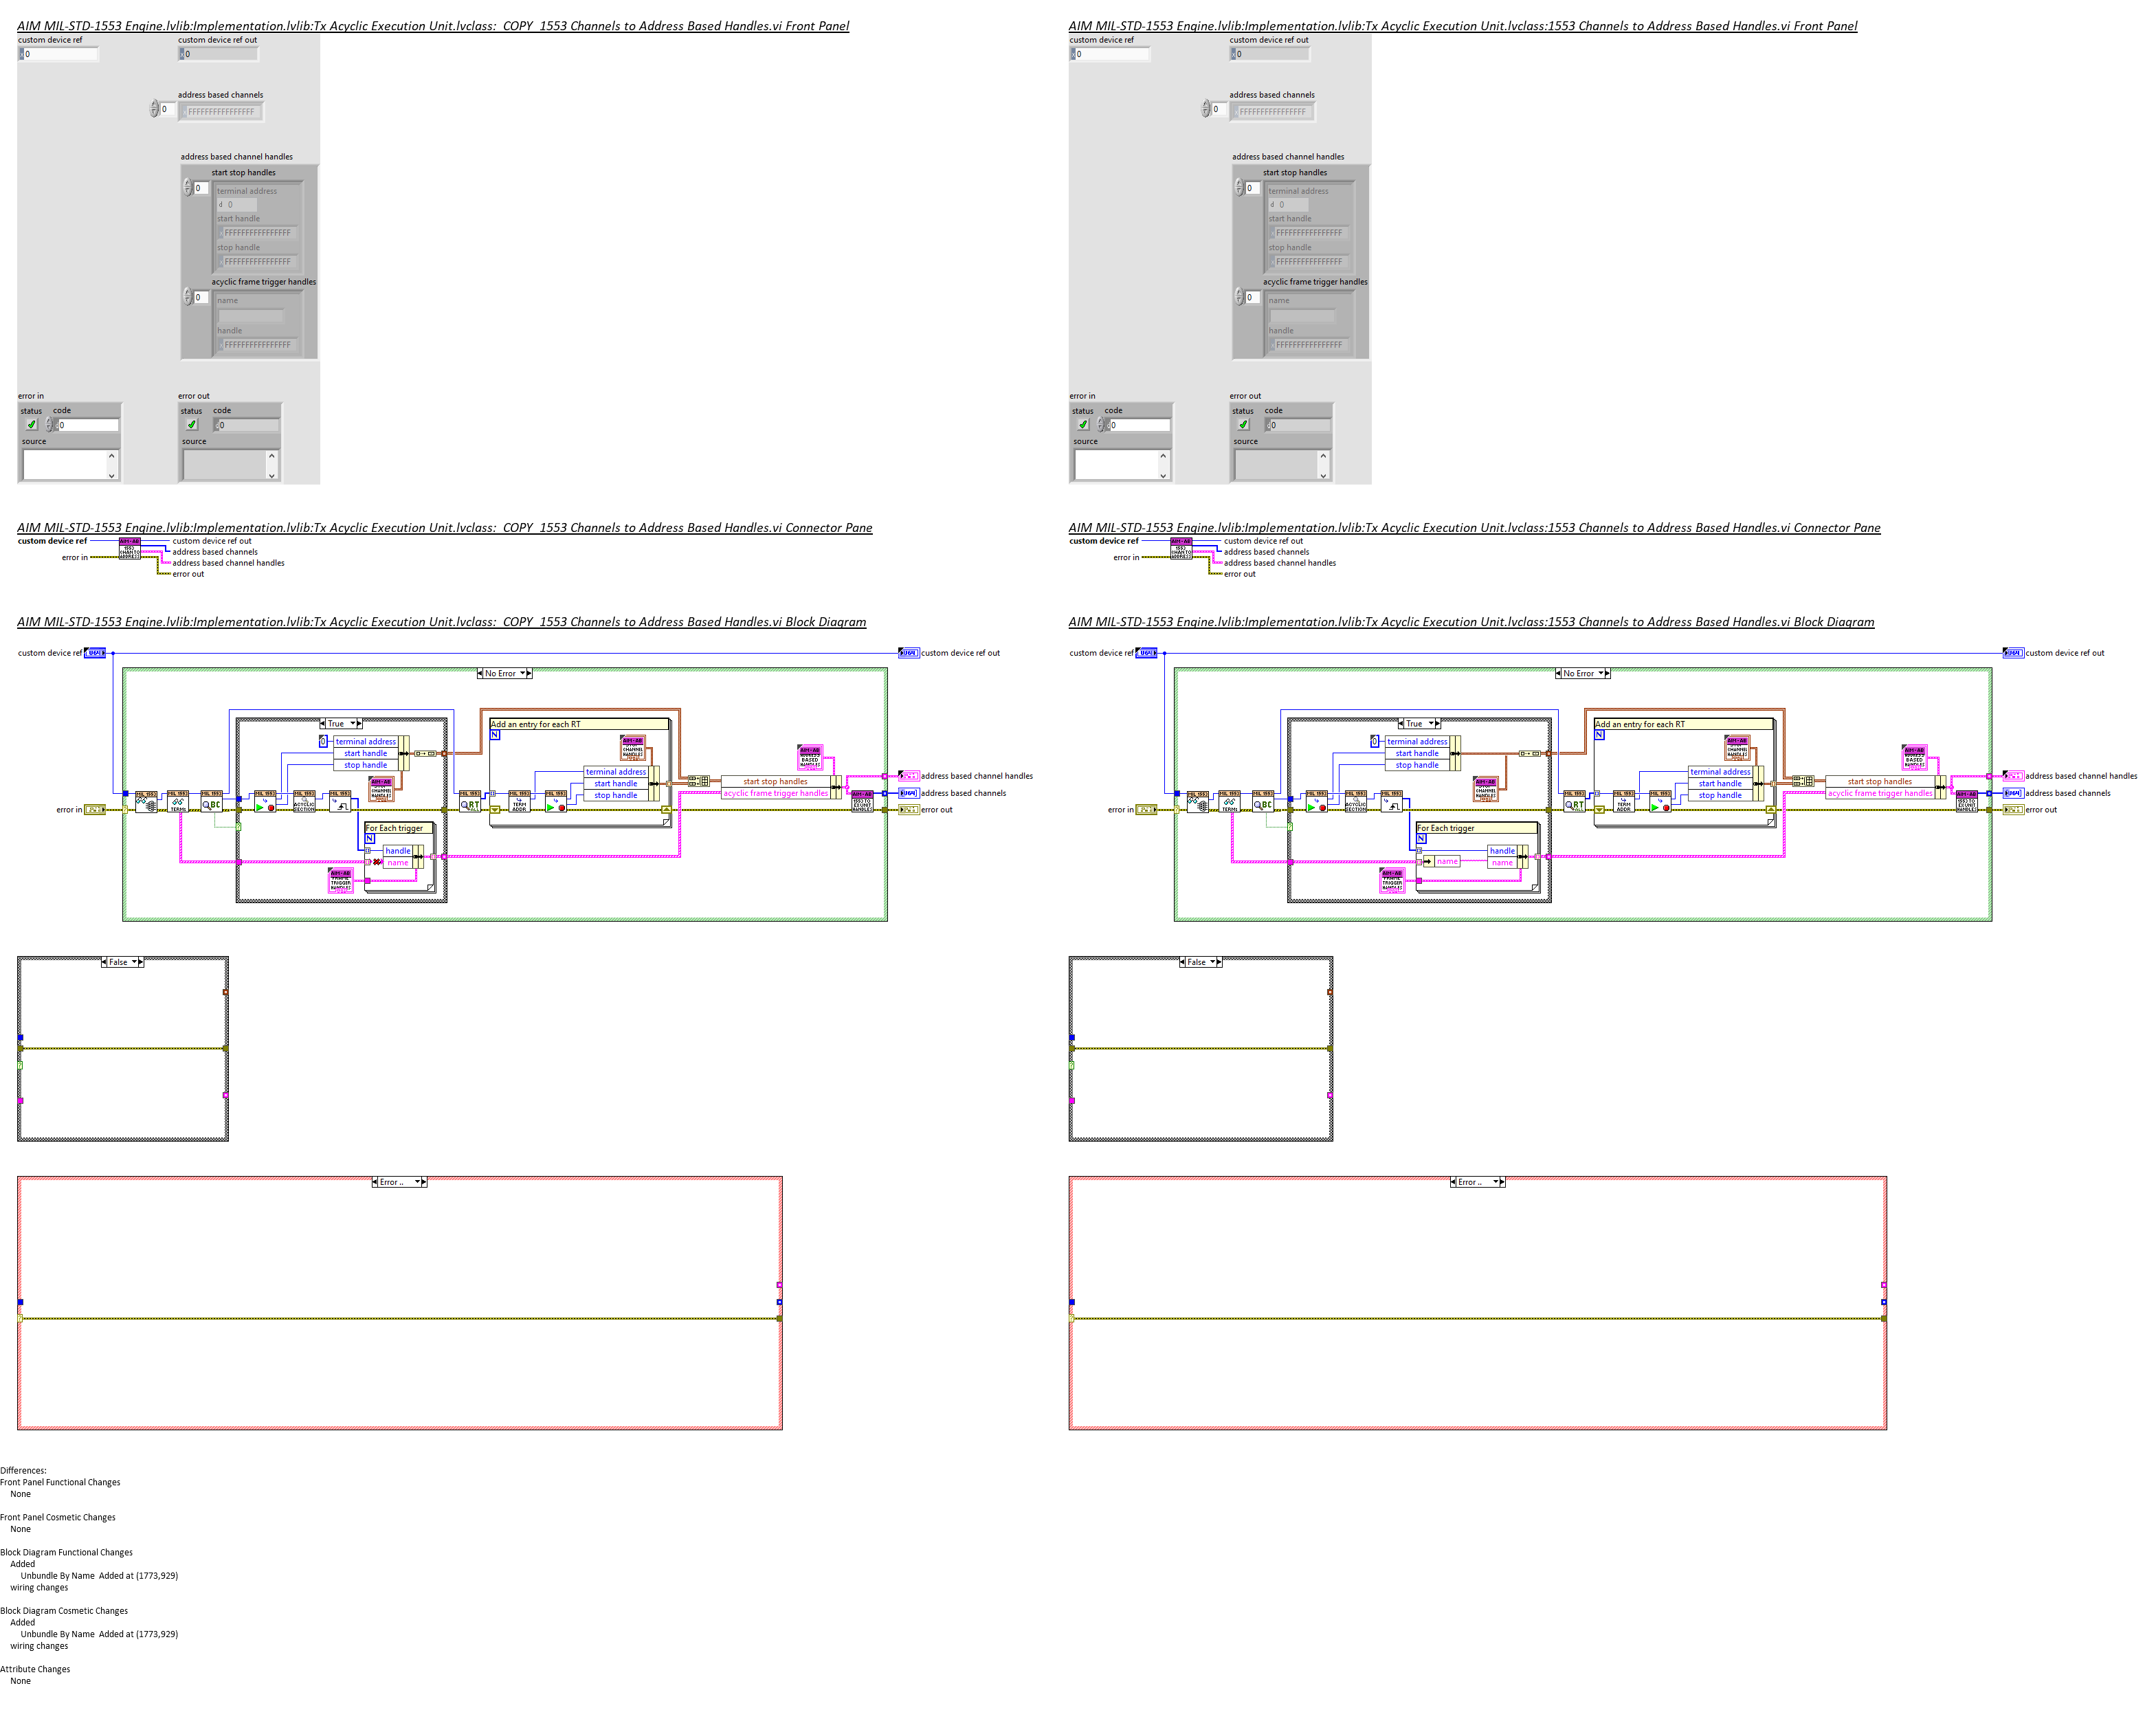 AIM MIL-STD-1553 Engine.lvlib:Implementation.lvlib:Tx Acyclic Execution Unit.lvclass:_COPY_1553 Channels to Address Based Handles.vi Front Panel
custom device ref
custom device ref out
0
0
address based channels
0
FFFFFFFFFFFFFFFF
address based channel handles
start stop handles
0
terminal address
d 0
start handle
FFFFFFFFFFFFFFFF
stop handle
FFFFFFFFFFFFFFFF
acyclic frame trigger handles
0
name
handle
FFFFFFFFFFFFFFFF
error in
error out
status code
status code
0
0
source
source
AIM MIL-STD-1553 Engine.lvlib:Implementation.lvlib:Tx Acyclic Execution Unit.lvclass:_COPY_1553 Channels to Address Based Handles.vi Connector Pane
custom device ref
custom device ref out
address based channels
error in
address based channel handles
error out
AIM MIL-STD-1553 Engine.lvlib:Implementation.lvlib:Tx Acyclic Execution Unit.lvclass:_COPY_1553 Channels to Address Based Handles.vi Block Diagram
custom device ref
custom device ref out
No Error
True
Add an entry for each RT
N
0
terminal address
start handle
stop handle
terminal address
start handle
stop handle
start stop handles
acyclic frame trigger handles
address based channel handles
address based channels
error in
error out
BC
RT
For Each trigger
N
handle
name
False
Error ..
AIM MIL-STD-1553 Engine.lvlib:Implementation.lvlib:Tx Acyclic Execution Unit.lvclass:1553 Channels to Address Based Handles.vi Front Panel
custom device ref
custom device ref out
0
0
address based channels
0
FFFFFFFFFFFFFFFF
address based channel handles
start stop handles
0
terminal address
d 0
start handle
FFFFFFFFFFFFFFFF
stop handle
FFFFFFFFFFFFFFFF
acyclic frame trigger handles
0
name
handle
FFFFFFFFFFFFFFFF
error in
error out
status code
status code
0
0
source
source
AIM MIL-STD-1553 Engine.lvlib:Implementation.lvlib:Tx Acyclic Execution Unit.lvclass:1553 Channels to Address Based Handles.vi Connector Pane
custom device ref
custom device ref out
address based channels
error in
address based channel handles
error out
AIM MIL-STD-1553 Engine.lvlib:Implementation.lvlib:Tx Acyclic Execution Unit.lvclass:1553 Channels to Address Based Handles.vi Block Diagram
custom device ref
custom device ref out
No Error
True
Add an entry for each RT
N
0
terminal address
start handle
stop handle
terminal address
start handle
stop handle
start stop handles
acyclic frame trigger handles
address based channel handles
address based channels
error in
error out
BC
RT
For Each trigger
N
handle
name
name
False
Error ..
Differences:
Front Panel Functional Changes
None
Front Panel Cosmetic Changes
None
Block Diagram Functional Changes
Added
Unbundle By Name Added at (1773,929)
wiring changes
Block Diagram Cosmetic Changes
Added
Unbundle By Name Added at (1773,929)
wiring changes
Attribute Changes
None